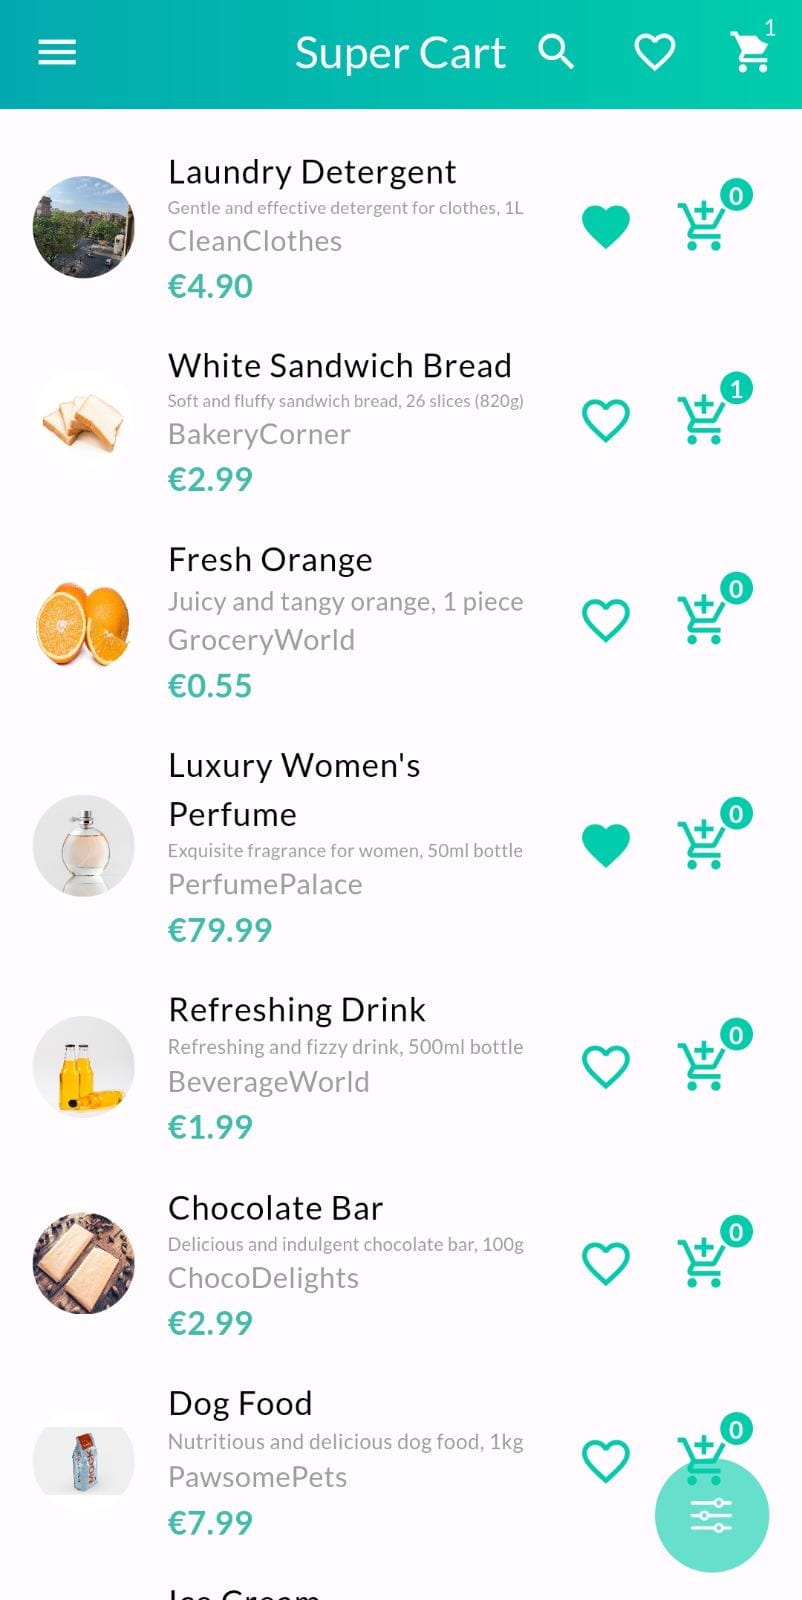 Super Cart
1
Laundry Detergent
Gentle and effective detergent for clothes, 1L
CleanClothes
€4.90
0
White Sandwich Bread
Soft and fluffy sandwich bread, 26 slices (820g)
BakeryCorner
€2.99
1
Fresh Orange
Juicy and tangy orange, 1 piece
GroceryWorld
€0.55
0
Luxury Women's
Perfume
Exquisite fragrance for women, 50ml bottle
PerfumePalace
€79.99
0
Refreshing Drink
Refreshing and fizzy drink, 500ml bottle
BeverageWorld
€1.99
0
Chocolate Bar
Delicious and indulgent chocolate bar, 100g
ChocoDelights
€2.99
0
Dog Food
Nutritious and delicious dog food, 1kg
PawsomePets
€7.99
0
Ice Cream